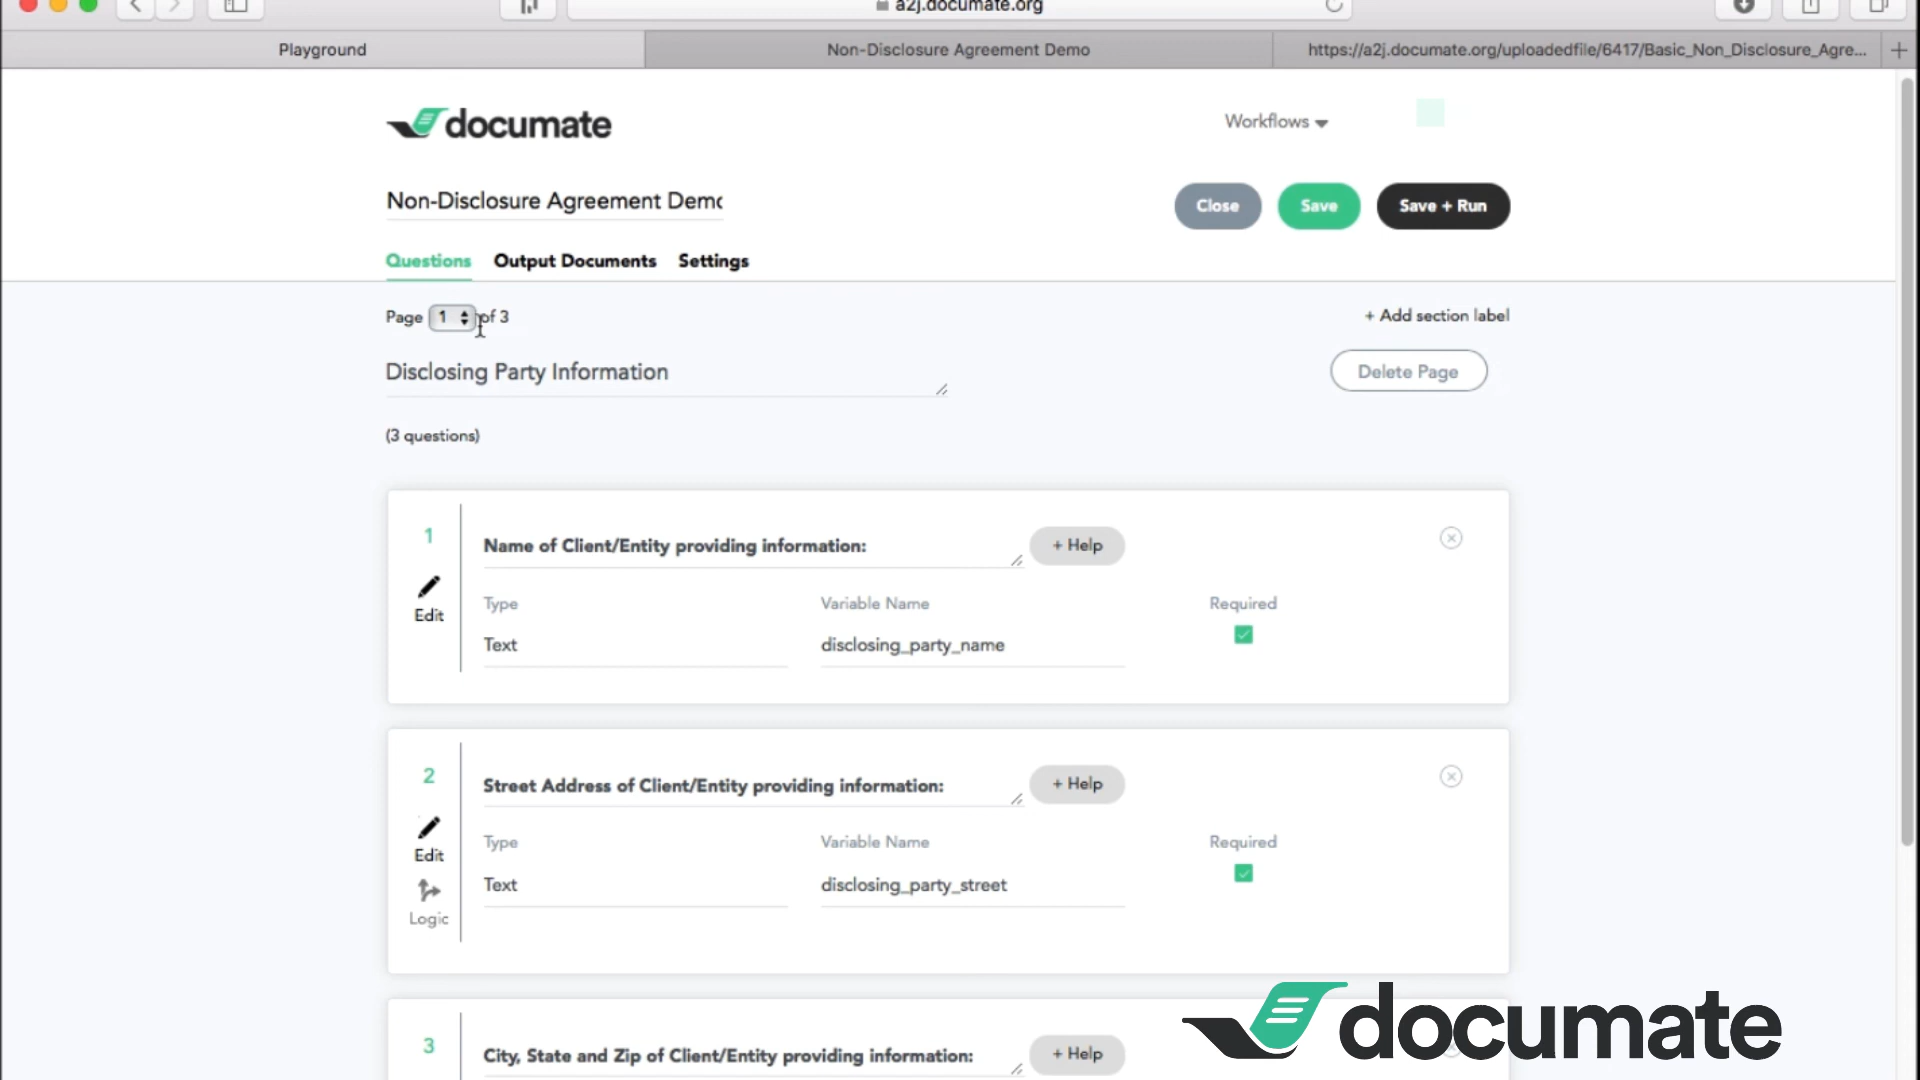 a2j.documate.org
Playground
Non-Disclosure Agreement Demo
https://a2j.documate.org/uploadedfile/6417/Basic_Non_Disclosure_Agre...
documate
Workflows
Non-Disclosure Agreement Demo
Close
Save
Save + Run
Questions
Output Documents
Settings
Page 1 of 3
+ Add section label
Disclosing Party Information
Delete Page
(3 questions)
1
Name of Client/Entity providing information:
+ Help
Edit
Type
Variable Name
Required
Text
disclosing_party_name
2
Street Address of Client/Entity providing information:
+ Help
Edit
Type
Variable Name
Required
Text
disclosing_party_street
Logic
3
City, State and Zip of Client/Entity providing information:
+ Help
documate